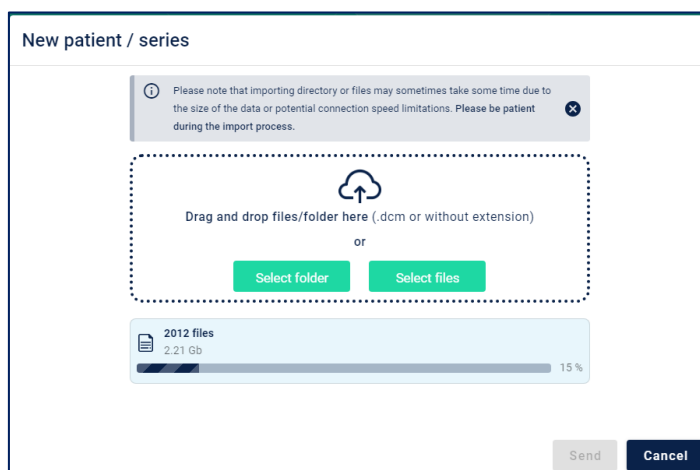 New patient / series
Please note that importing directory or files may sometimes take some time due to
the size of the data or potential connection speed limitations. Please be patient
during the import process.
Drag and drop files/folder here (.dcm or without extension)
or
Select folder
Select files
2012 files
2.21 Gb
15 %
Send
Cancel